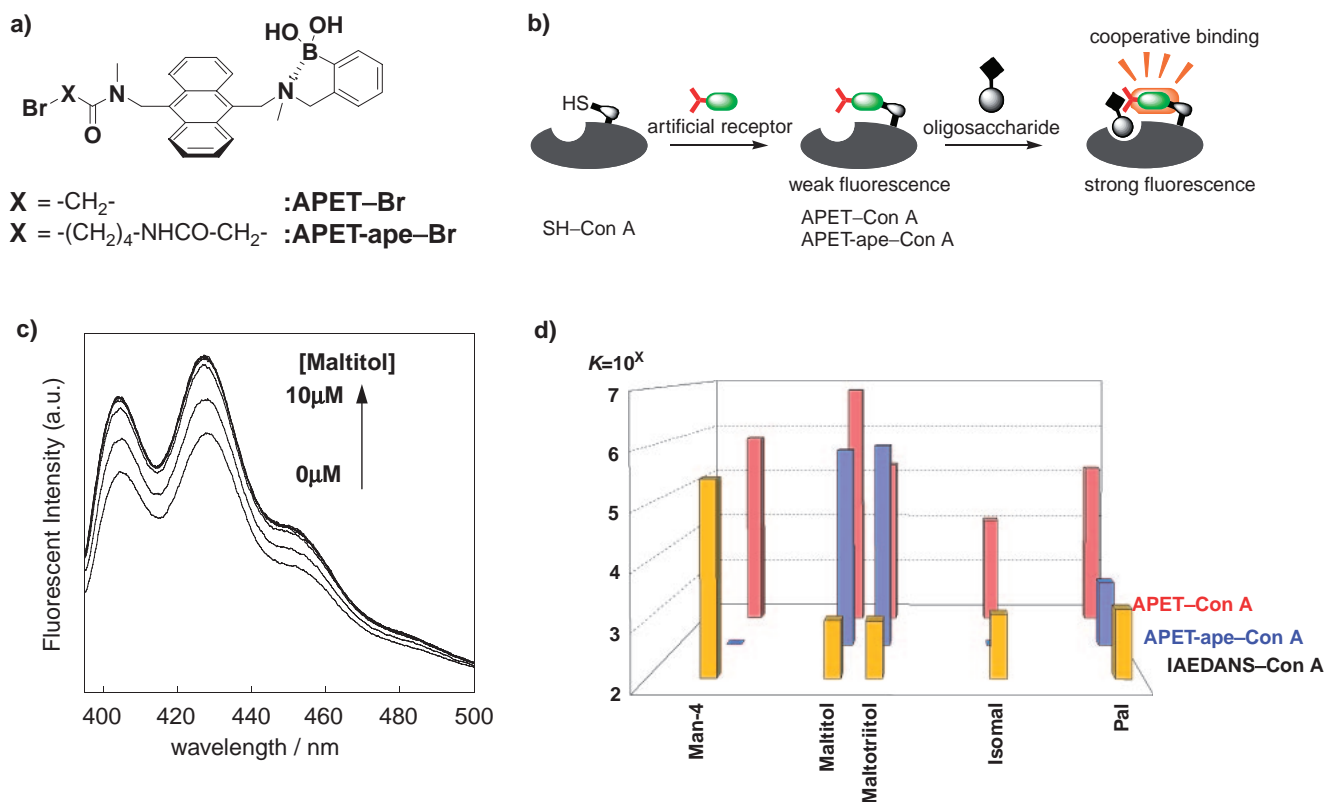 a)
HO OH
B
Br X N N
O
X = -CH2- :APET–Br
X = -(CH2)4-NHCO-CH2- :APET-ape–Br
b)
cooperative binding
HS
artificial receptor
oligosaccharide
weak fluorescence
strong fluorescence
SH–Con A
APET–Con A
APET-ape–Con A
c)
Fluorescent Intensity (a.u.)
[Maltitol]
10μM
0μM
400 420 440 460 480 500
wavelength / nm
d)
K=10^X
7
6
5
4
3
2
APET–Con A
APET-ape–Con A
IAEDANS–Con A
Man-4
Maltitol
Maltotriitol
Isomal
Pal